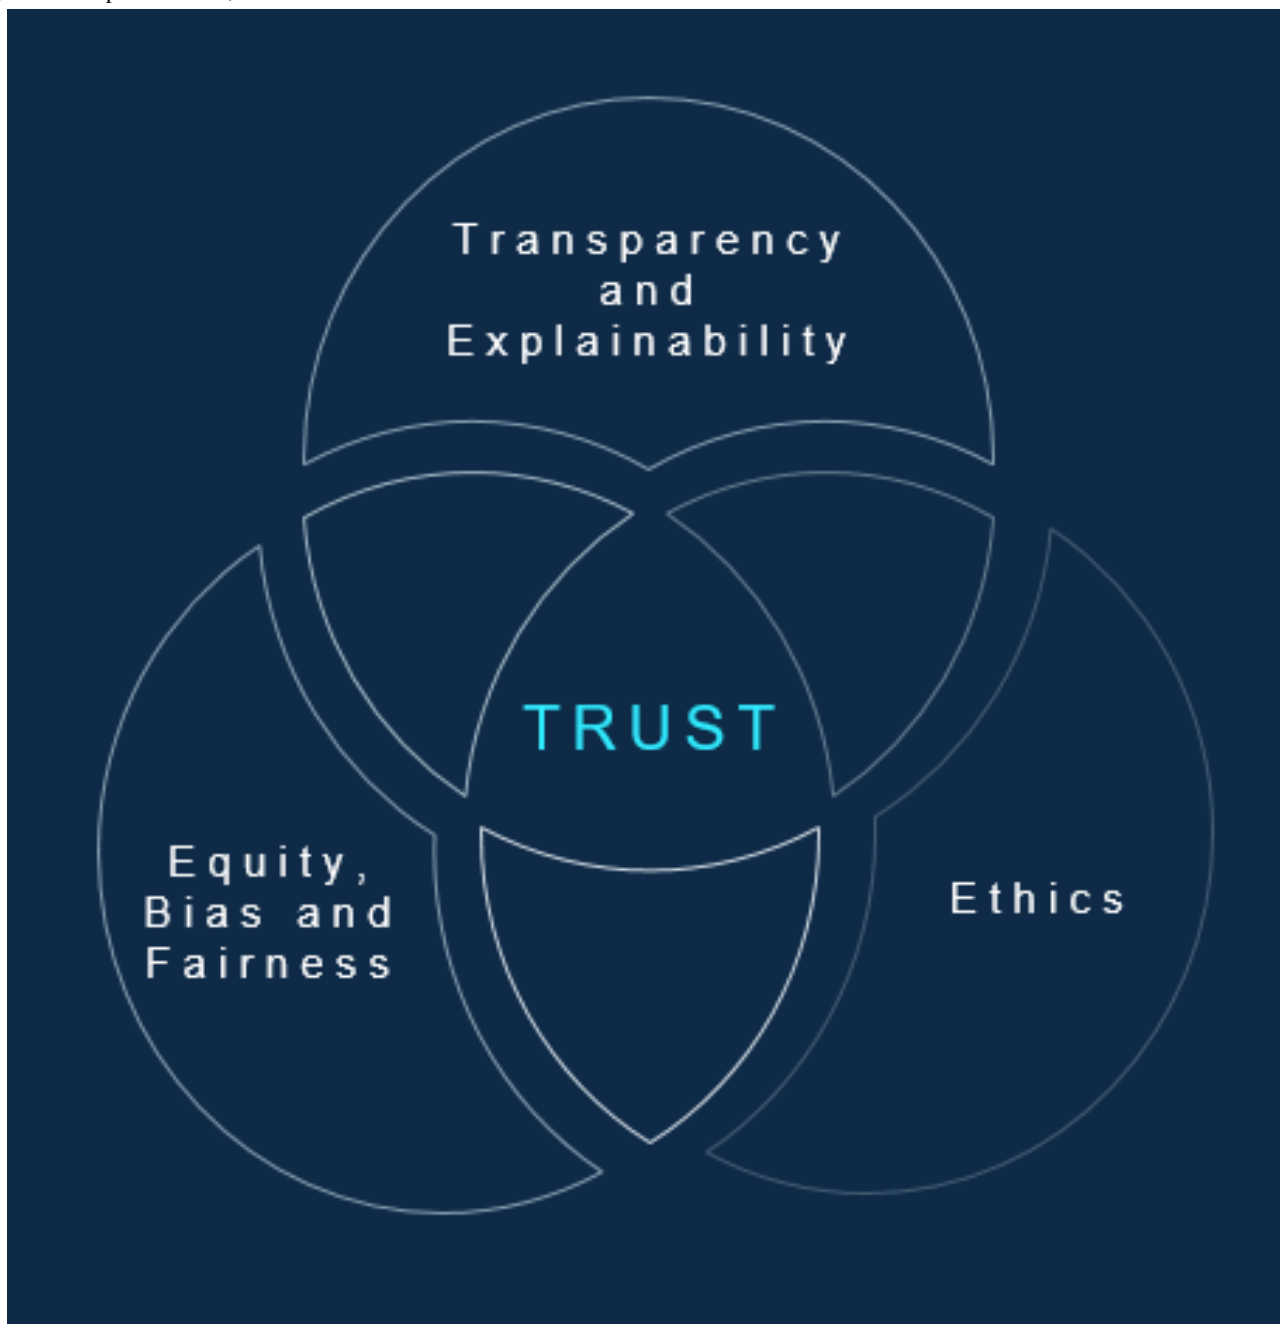 Transparency
and
Explainability
TRUST
Equity,
Bias and
Fairness
Ethics